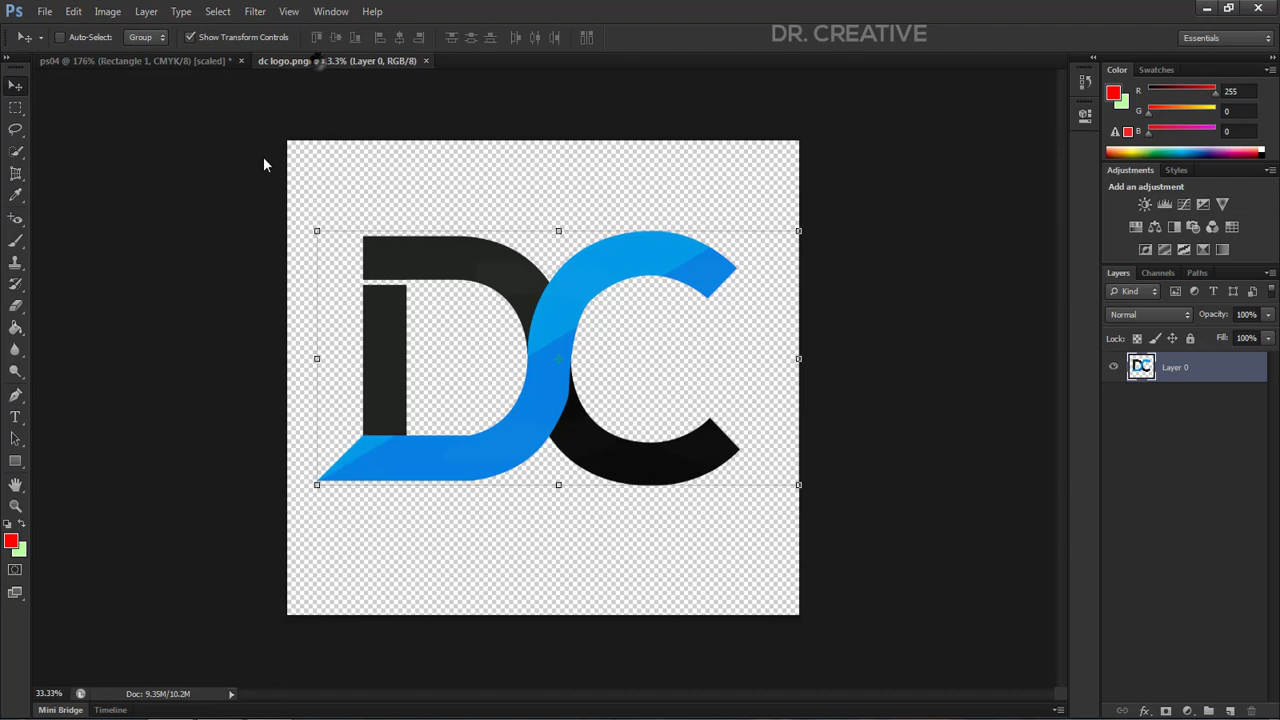 Ps File Edit Image Layer Type Select Filter View Window Help
Auto-Select: Group Show Transform Controls
DR. CREATIVE
Essentials
ps04 @ 176% (Rectangle 1, CMYK/8) [scaled] * ×
dc logo.png 3.3% (Layer 0, RGB/8) ×
Color Swatches
R 255
G 0
B 0
Adjustments Styles
Add an adjustment
Layers Channels Paths
Kind
Normal Opacity: 100%
Lock: Fill: 100%
Layer 0
DC
33.33% Doc: 9.35M/10.2M
Mini Bridge Timeline